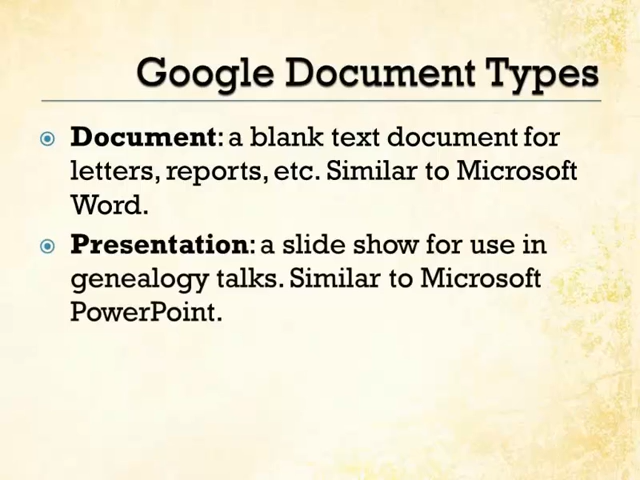 Google Document Types
Document: a blank text document for
letters, reports, etc. Similar to Microsoft
Word.
Presentation: a slide show for use in
genealogy talks. Similar to Microsoft
PowerPoint.